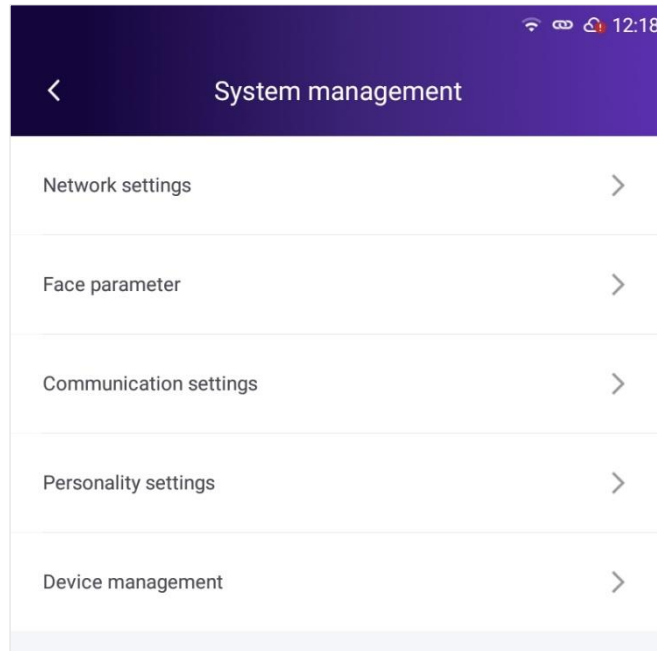 12:18
System management
Network settings
Face parameter
Communication settings
Personality settings
Device management